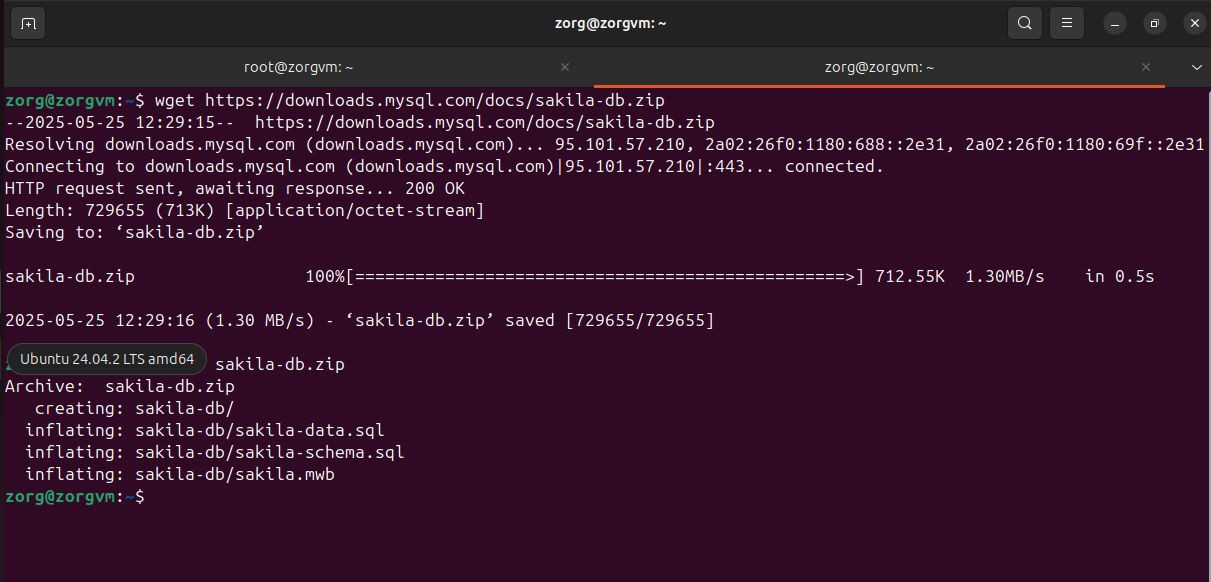 zorg@zorgvm: ~
root@zorgvm: ~
zorg@zorgvm: ~
zorg@zorgvm:~$ wget https://downloads.mysql.com/docs/sakila-db.zip
--2025-05-25 12:29:15--  https://downloads.mysql.com/docs/sakila-db.zip
Resolving downloads.mysql.com (downloads.mysql.com)... 95.101.57.210, 2a02:26f0:1180:688::2e31, 2a02:26f0:1180:69f::2e31
Connecting to downloads.mysql.com (downloads.mysql.com)|95.101.57.210|:443... connected.
HTTP request sent, awaiting response... 200 OK
Length: 729655 (713K) [application/octet-stream]
Saving to: ‘sakila-db.zip’
sakila-db.zip                 100%[=================================================>] 712.55K  1.30MB/s    in 0.5s
2025-05-25 12:29:16 (1.30 MB/s) - ‘sakila-db.zip’ saved [729655/729655]
Ubuntu 24.04.2 LTS amd64 sakila-db.zip
Archive:  sakila-db.zip
   creating: sakila-db/
  inflating: sakila-db/sakila-data.sql
  inflating: sakila-db/sakila-schema.sql
  inflating: sakila-db/sakila.mwb
zorg@zorgvm:~$